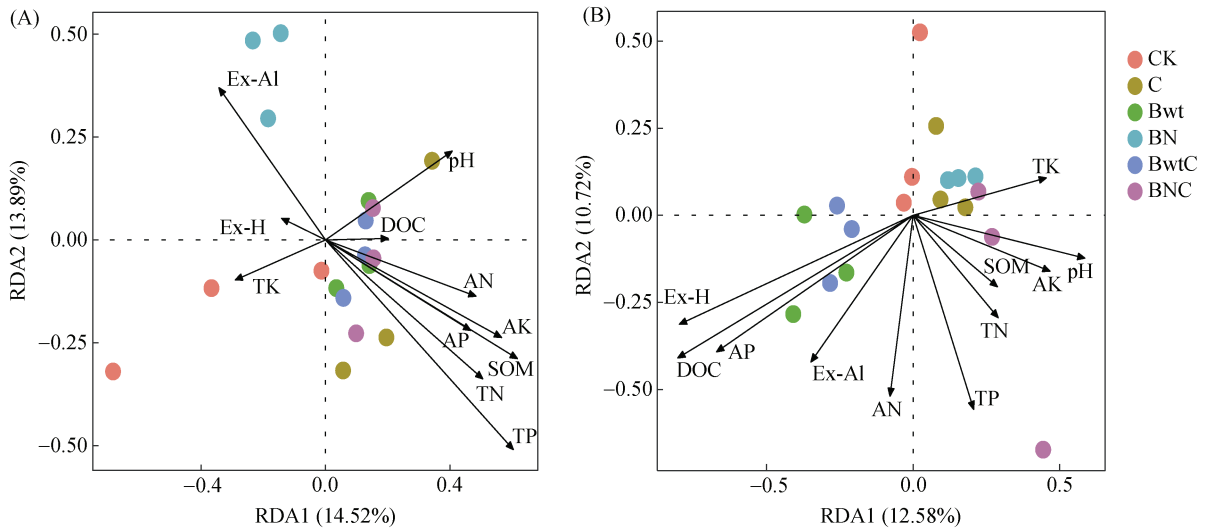 (A)
0.50
0.25
0.00
−0.25
−0.50
RDA2 (13.89%)
−0.4
0.0
0.4
RDA1 (14.52%)
Ex-Al
pH
Ex-H
DOC
TK
AN
AK
AP
SOM
TN
TP
(B)
0.50
0.25
0.00
−0.25
−0.50
RDA2 (10.72%)
−0.5
0.0
0.5
RDA1 (12.58%)
TK
SOM
pH
AK
Ex-H
TN
DOC
AP
Ex-Al
AN
TP
CK
C
Bwt
BN
BwtC
BNC